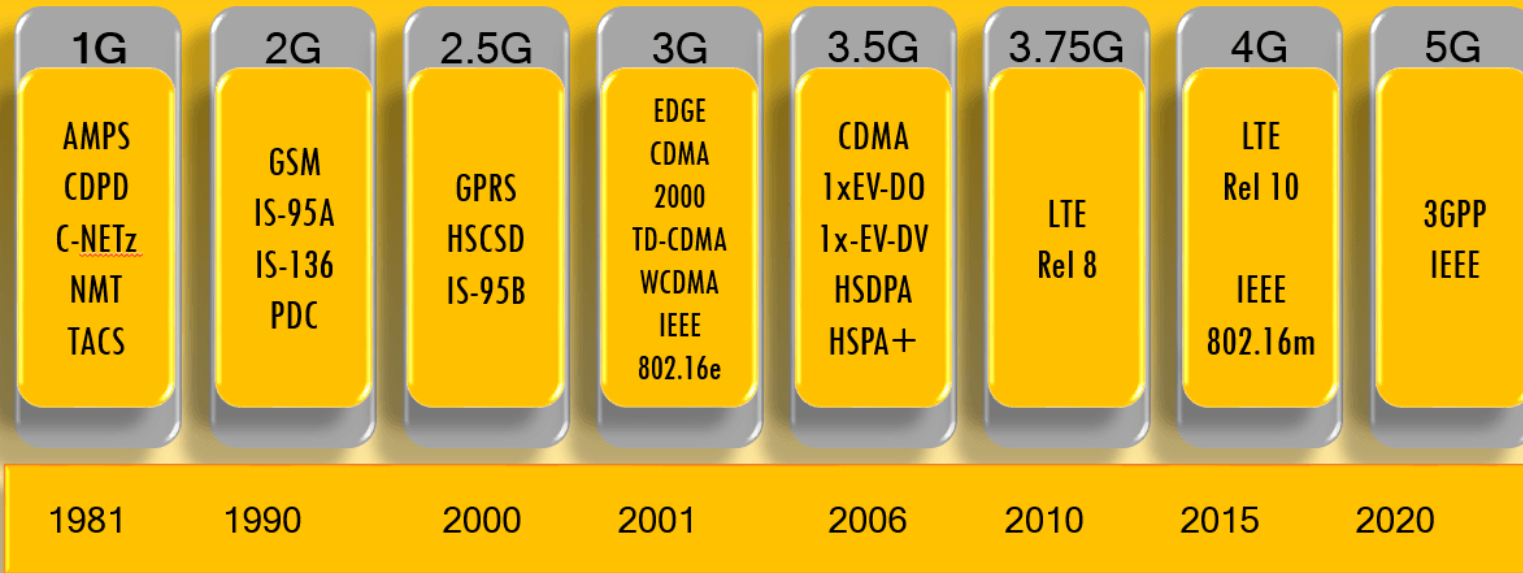 1G
AMPS
CDPD
C-NETz
NMT
TACS
2G
GSM
IS-95A
IS-136
PDC
2.5G
GPRS
HSCSD
IS-95B
3G
EDGE
CDMA
2000
TD-CDMA
WCDMA
IEEE
802.16e
3.5G
CDMA
1xEV-DO
1x-EV-DV
HSDPA
HSPA+
3.75G
LTE
Rel 8
4G
LTE
Rel 10
IEEE
802.16m
5G
3GPP
IEEE
1981 1990 2000 2001 2006 2010 2015 2020